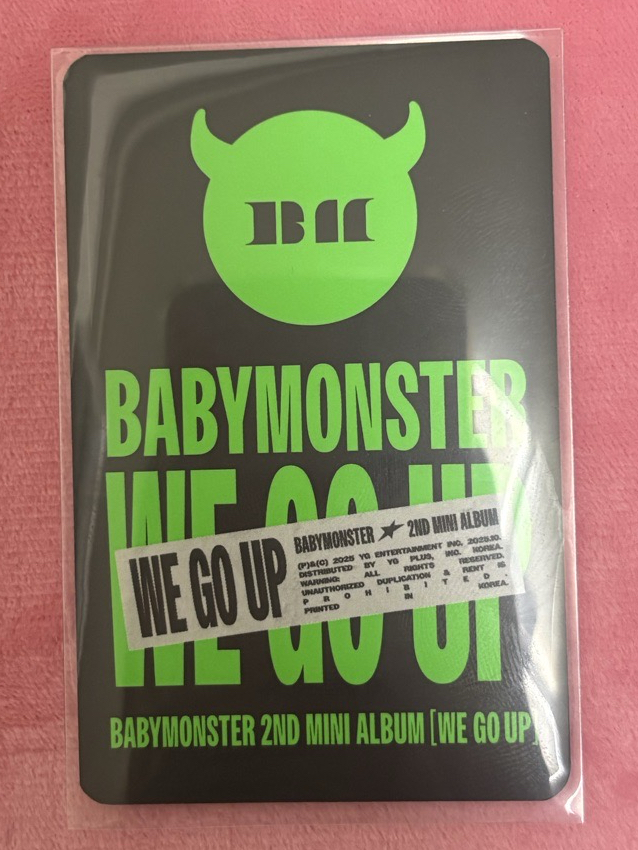 BM
BABYMONSTER
WE GO UP
WE GO UP
BABYMONSTER ★ 2ND MINI ALBUM
(P)&(C) 2025 YG ENTERTAINMENT INC. 2025.10.
DISTRIBUTED BY YG PLUS, INC. KOREA.
WARNING: ALL RIGHTS RESERVED.
UNAUTHORIZED DUPLICATION & RENT IS
PROHIBITED.
PRINTED IN KOREA.
BABYMONSTER 2ND MINI ALBUM [WE GO UP]